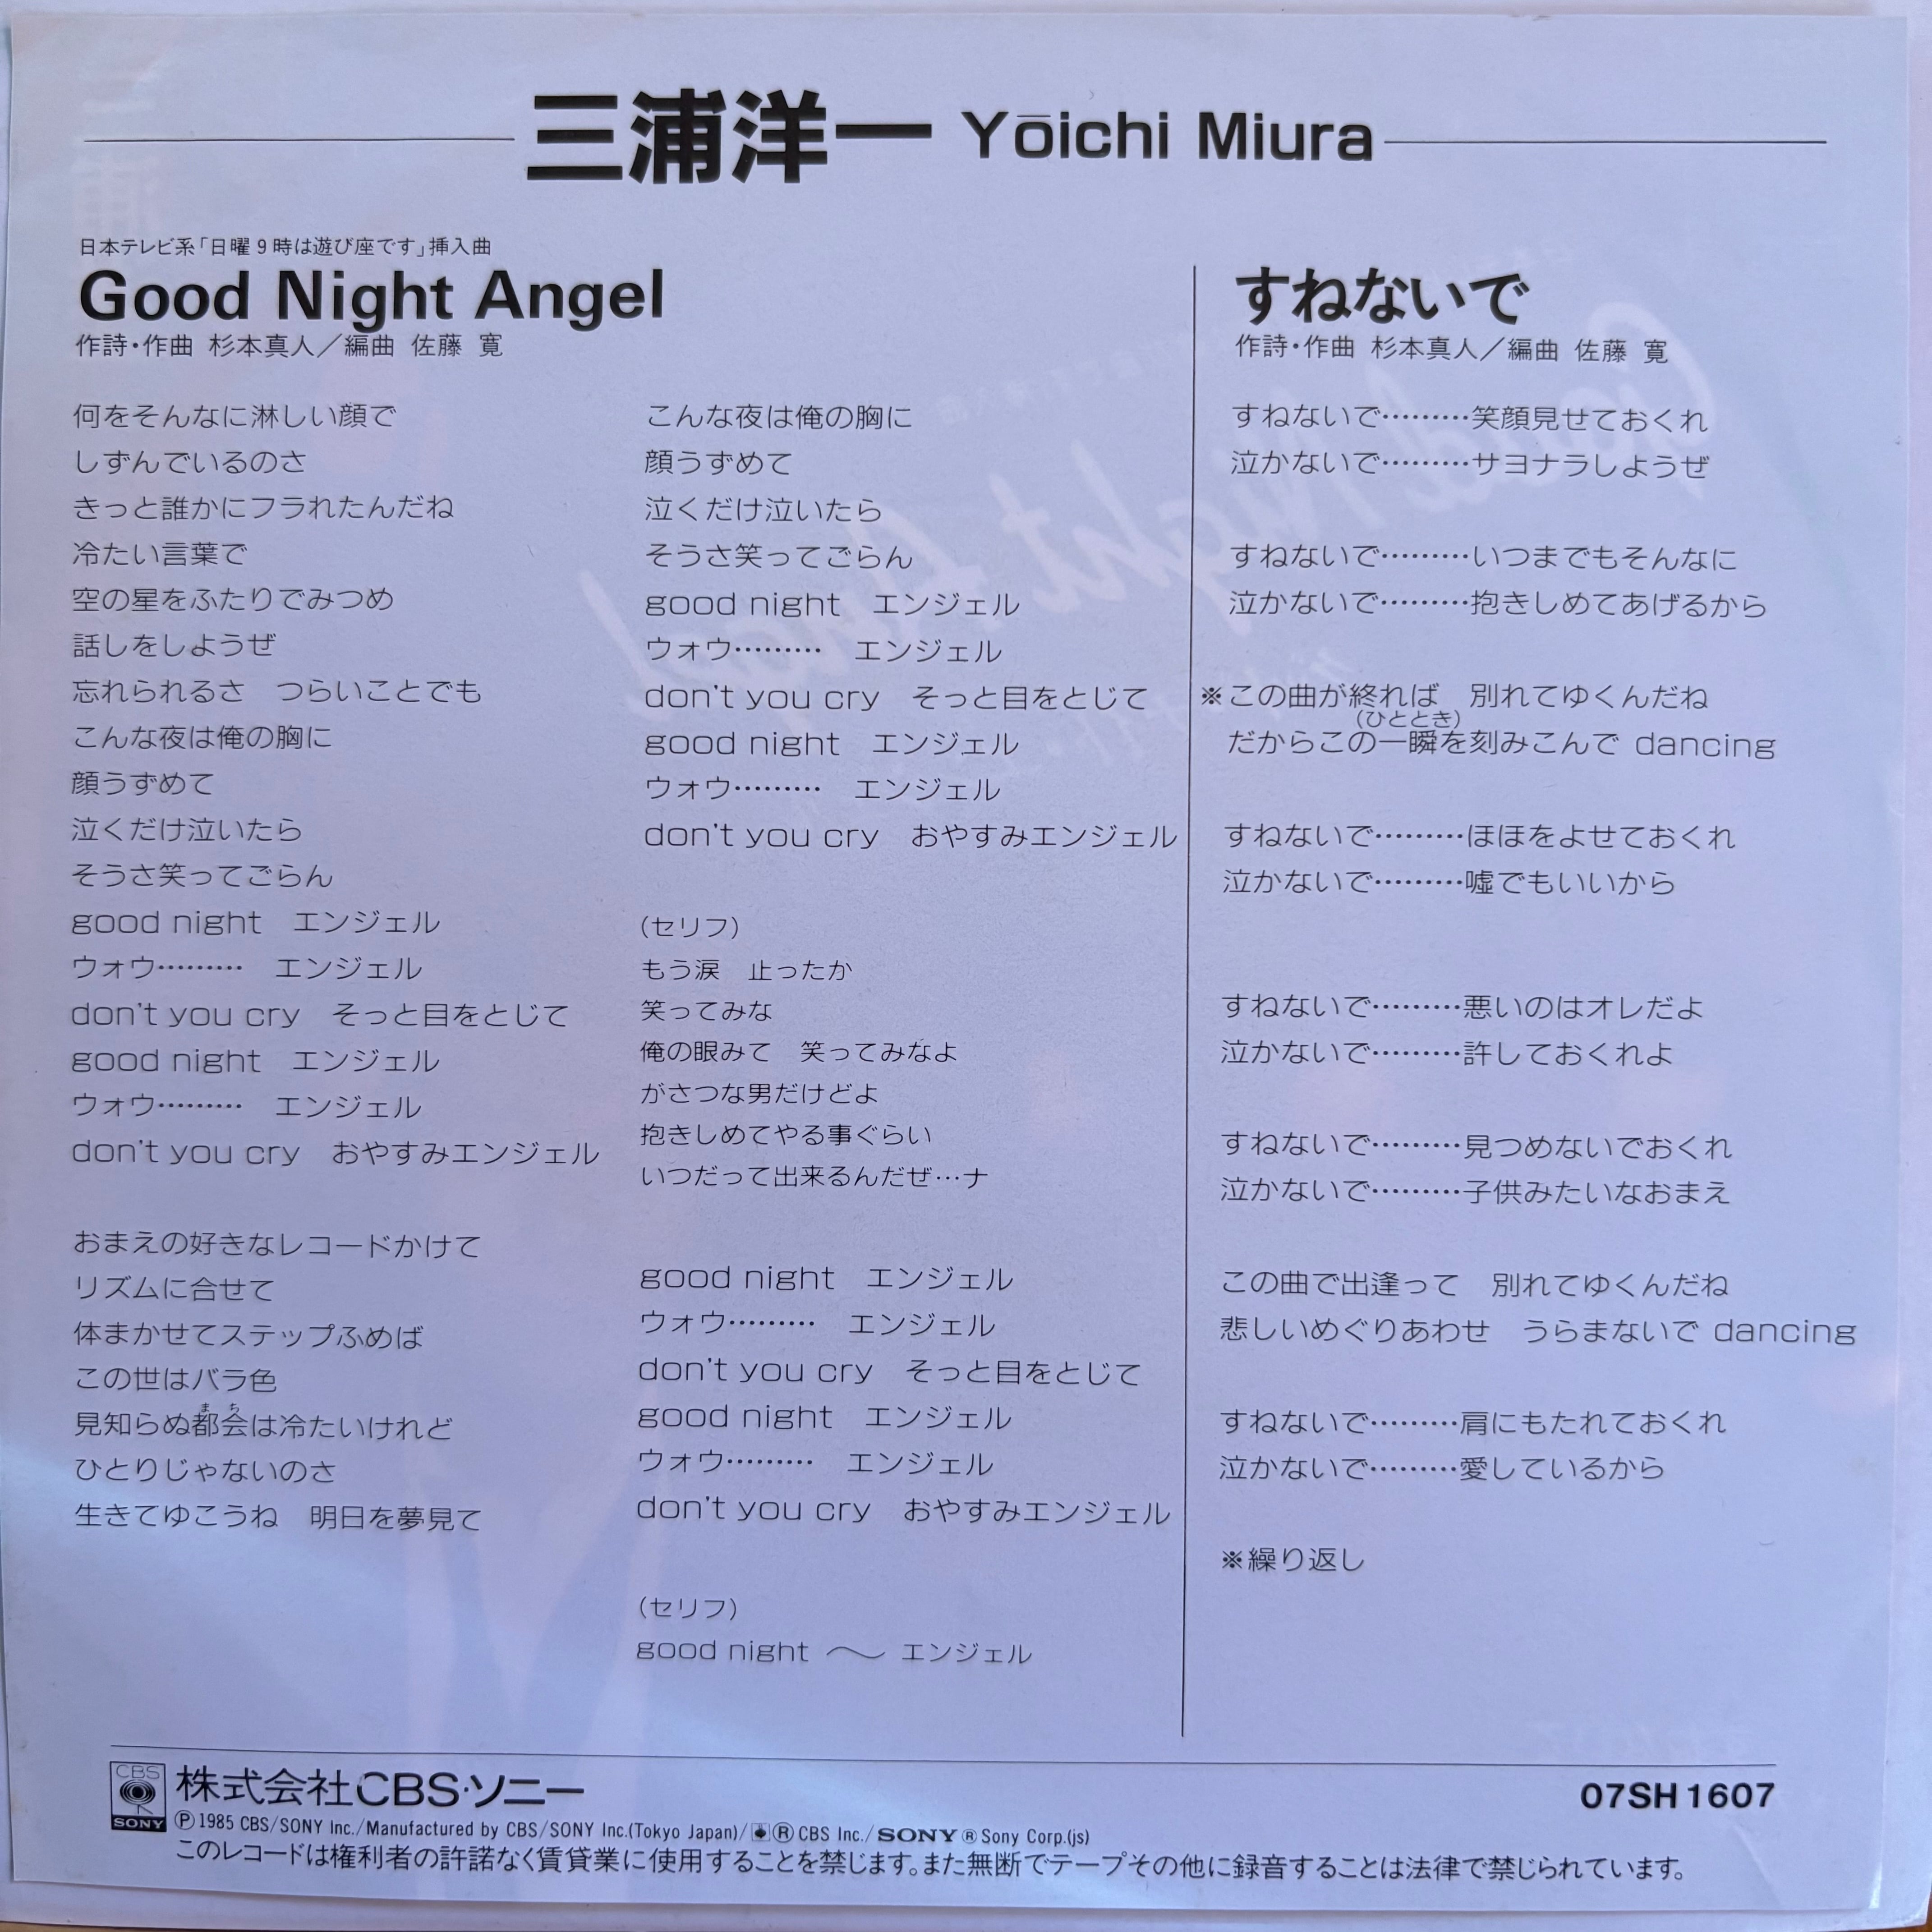 三浦洋一 Yōichi Miura
日本テレビ系「日曜9時は遊び座です」挿入曲
Good Night Angel
作詩・作曲 杉本真人／編曲 佐藤 寛
何をそんなに淋しい顔で
しずんでいるのさ
きっと誰かにフラれたんだね
冷たい言葉で
空の星をふたりでみつめ
話しをしようぜ
忘れられるさ　つらいことでも
こんな夜は俺の胸に
顔うずめて
泣くだけ泣いたら
そうさ笑ってごらん
good night　エンジェル
ウォウ………　エンジェル
don't you cry　そっと目をとじて
good night　エンジェル
ウォウ………　エンジェル
don't you cry　おやすみエンジェル
おまえの好きなレコードかけて
リズムに合せて
体まかせてステップふめば
この世はバラ色
まち
見知らぬ都会は冷たいけれど
ひとりじゃないのさ
生きてゆこうね　明日を夢見て
こんな夜は俺の胸に
顔うずめて
泣くだけ泣いたら
そうさ笑ってごらん
good night　エンジェル
ウォウ………　エンジェル
don't you cry　そっと目をとじて
good night　エンジェル
ウォウ………　エンジェル
don't you cry　おやすみエンジェル
(セリフ)
もう涙　止ったか
笑ってみな
俺の眼みて　笑ってみなよ
がさつな男だけどよ
抱きしめてやる事ぐらい
いつだって出来るんだぜ…ナ
good night　エンジェル
ウォウ………　エンジェル
don't you cry　そっと目をとじて
good night　エンジェル
ウォウ………　エンジェル
don't you cry　おやすみエンジェル
(セリフ)
good night 〜 エンジェル
すねないで
作詩・作曲 杉本真人／編曲 佐藤 寛
すねないで………笑顔見せておくれ
泣かないで………サヨナラしようぜ
すねないで………いつまでもそんなに
泣かないで………抱きしめてあげるから
※この曲が終れば　別れてゆくんだね
(ひととき)
だからこの一瞬を刻みこんで dancing
すねないで………ほほをよせておくれ
泣かないで………嘘でもいいから
すねないで………悪いのはオレだよ
泣かないで………許しておくれよ
すねないで………見つめないでおくれ
泣かないで………子供みたいなおまえ
この曲で出逢って　別れてゆくんだね
悲しいめぐりあわせ　うらまないで dancing
すねないで………肩にもたれておくれ
泣かないで………愛しているから
※繰り返し
CBS
SONY
株式会社CBS・ソニー
07SH 1607
Ⓟ1985 CBS/SONY Inc./Manufactured by CBS/SONY Inc.(Tokyo Japan)/® CBS Inc./SONY ® Sony Corp.(js)
このレコードは権利者の許諾なく賃貸業に使用することを禁じます。また無断でテープその他に録音することは法律で禁じられています。